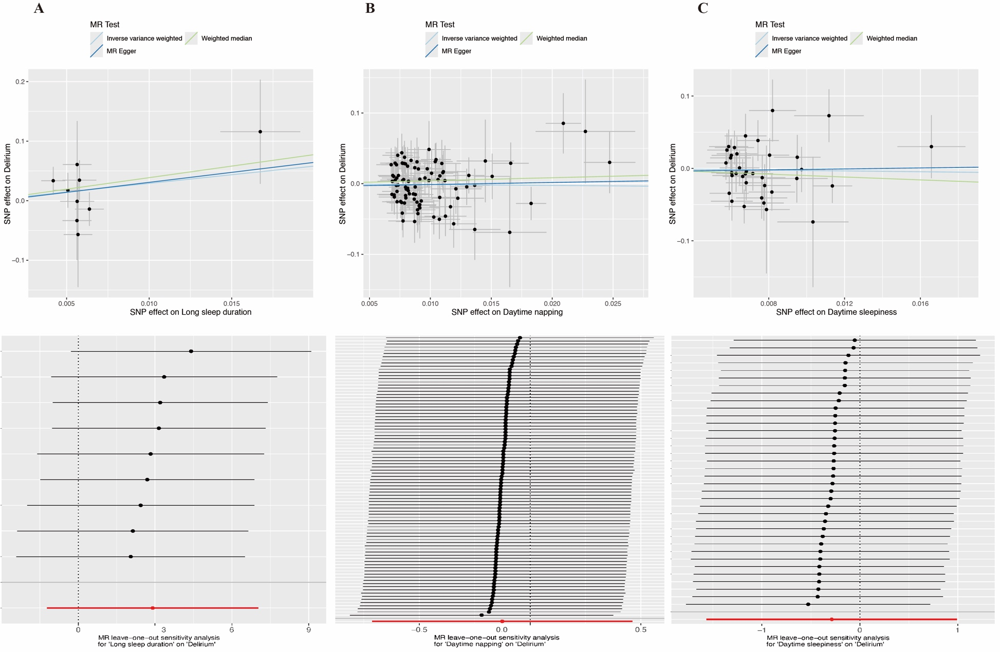 A
B
C
MR Test
Inverse variance weighted
Weighted median
MR Egger
MR Test
Inverse variance weighted
Weighted median
MR Egger
MR Test
Inverse variance weighted
Weighted median
MR Egger
SNP effect on Delirium
0.2
0.1
0.0
−0.1
0.005
0.010
0.015
SNP effect on Long sleep duration
SNP effect on Delirium
0.1
0.0
−0.1
0.005
0.010
0.015
0.020
0.025
SNP effect on Daytime napping
SNP effect on Delirium
0.1
0.0
−0.1
0.008
0.012
0.016
SNP effect on Daytime sleepiness
0
3
6
9
MR leave−one−out sensitivity analysis
for 'Long sleep duration' on 'Delirium'
−0.5
0.0
0.5
MR leave−one−out sensitivity analysis
for 'Daytime napping' on 'Delirium'
−1
0
1
MR leave−one−out sensitivity analysis
for 'Daytime sleepiness' on 'Delirium'